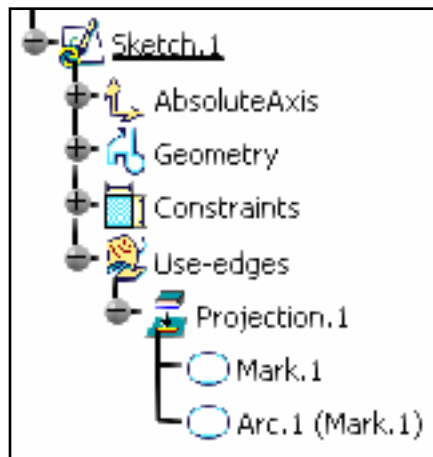 Sketch.1
AbsoluteAxis
Geometry
Constraints
Use-edges
Projection.1
Mark.1
Arc.1 (Mark.1)